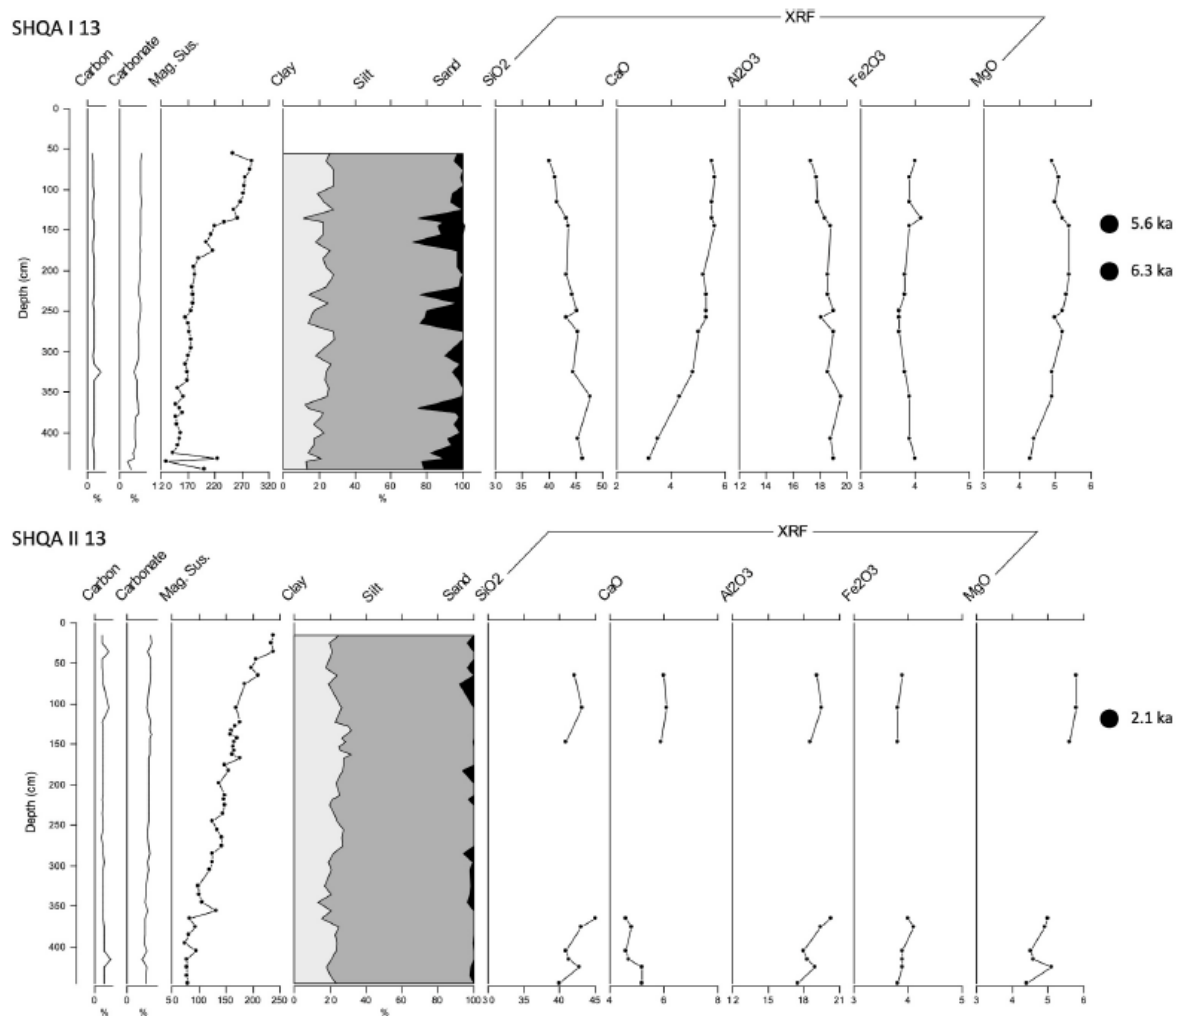 SHQA I 13
XRF
Carbon Carbonate Mag. Sus. Clay Silt Sand SiO2 CaO Al2O3 Fe2O3 MgO
0
50
100
150
200
250
300
350
400
Depth (cm)
5.6 ka
6.3 ka
0 0 120 170 220 270 320 0 20 40 60 80 100 30 40 45 50 2 4 5 6 12 14 16 18 20 3 4 5 3 4 5 6
% % %
SHQA II 13
XRF
Carbon Carbonate Mag. Sus. Clay Silt Sand SiO2 CaO Al2O3 Fe2O3 MgO
0
50
100
150
200
250
300
350
400
Depth (cm)
2.1 ka
0 0 50 100 150 200 250 0 20 40 60 80 100 30 40 45 4 6 8 12 15 18 21 3 4 5 3 4 5 6
% % %